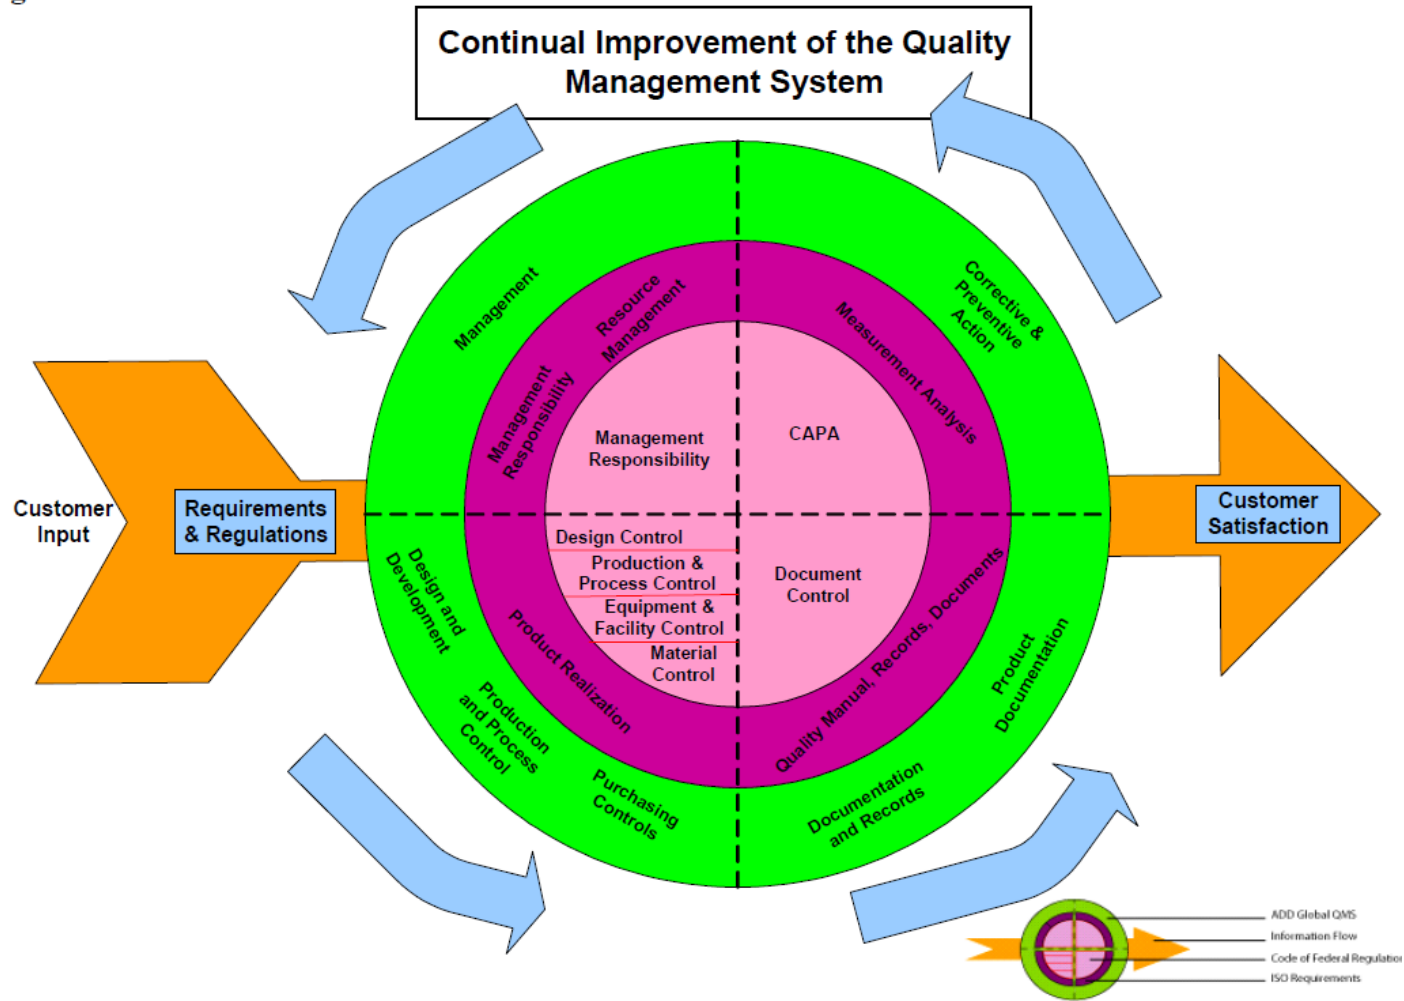 g
Continual Improvement of the Quality
Management System
Management
Resource
Management
Management
Responsibility
Corrective &
Preventive
Action
Measurement Analysis
Management
Responsibility
CAPA
Customer
Input
Requirements
& Regulations
Customer
Satisfaction
Design Control
Production &
Process Control
Equipment &
Facility Control
Material
Control
Document
Control
Design and
Development
Product Realization
Quality Manual, Records, Documents
Product
Documentation
Production
and Process
Control
Purchasing
Controls
Documentation
and Records
ADD Global QMS
Information Flow
Code of Federal Regulation
ISO Requirements